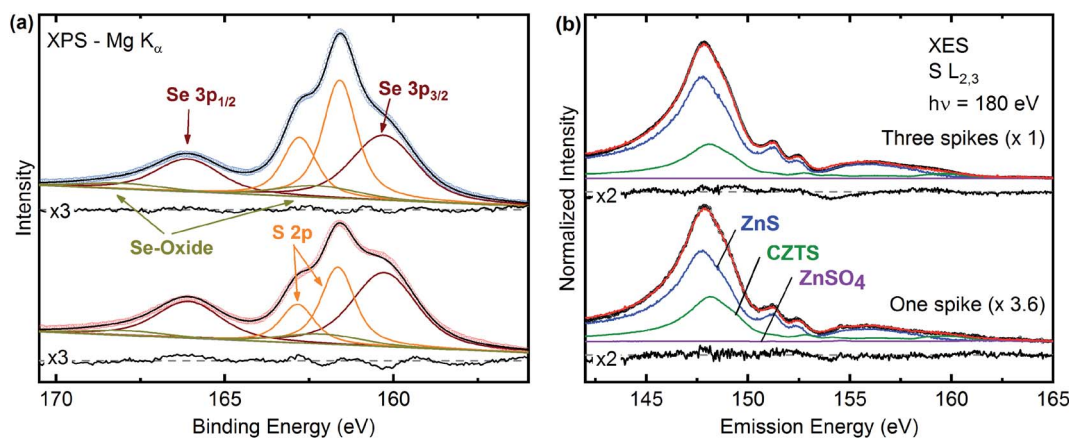 (a)
XPS - Mg Kα
Se 3p1/2
Se 3p3/2
Intensity
x3
Se-Oxide
S 2p
x3
170
165
160
Binding Energy (eV)
(b)
XES
S L2,3
hν = 180 eV
Three spikes (x 1)
Normalized Intensity
x2
ZnS
CZTS
ZnSO4
One spike (x 3.6)
x2
145
150
155
160
165
Emission Energy (eV)